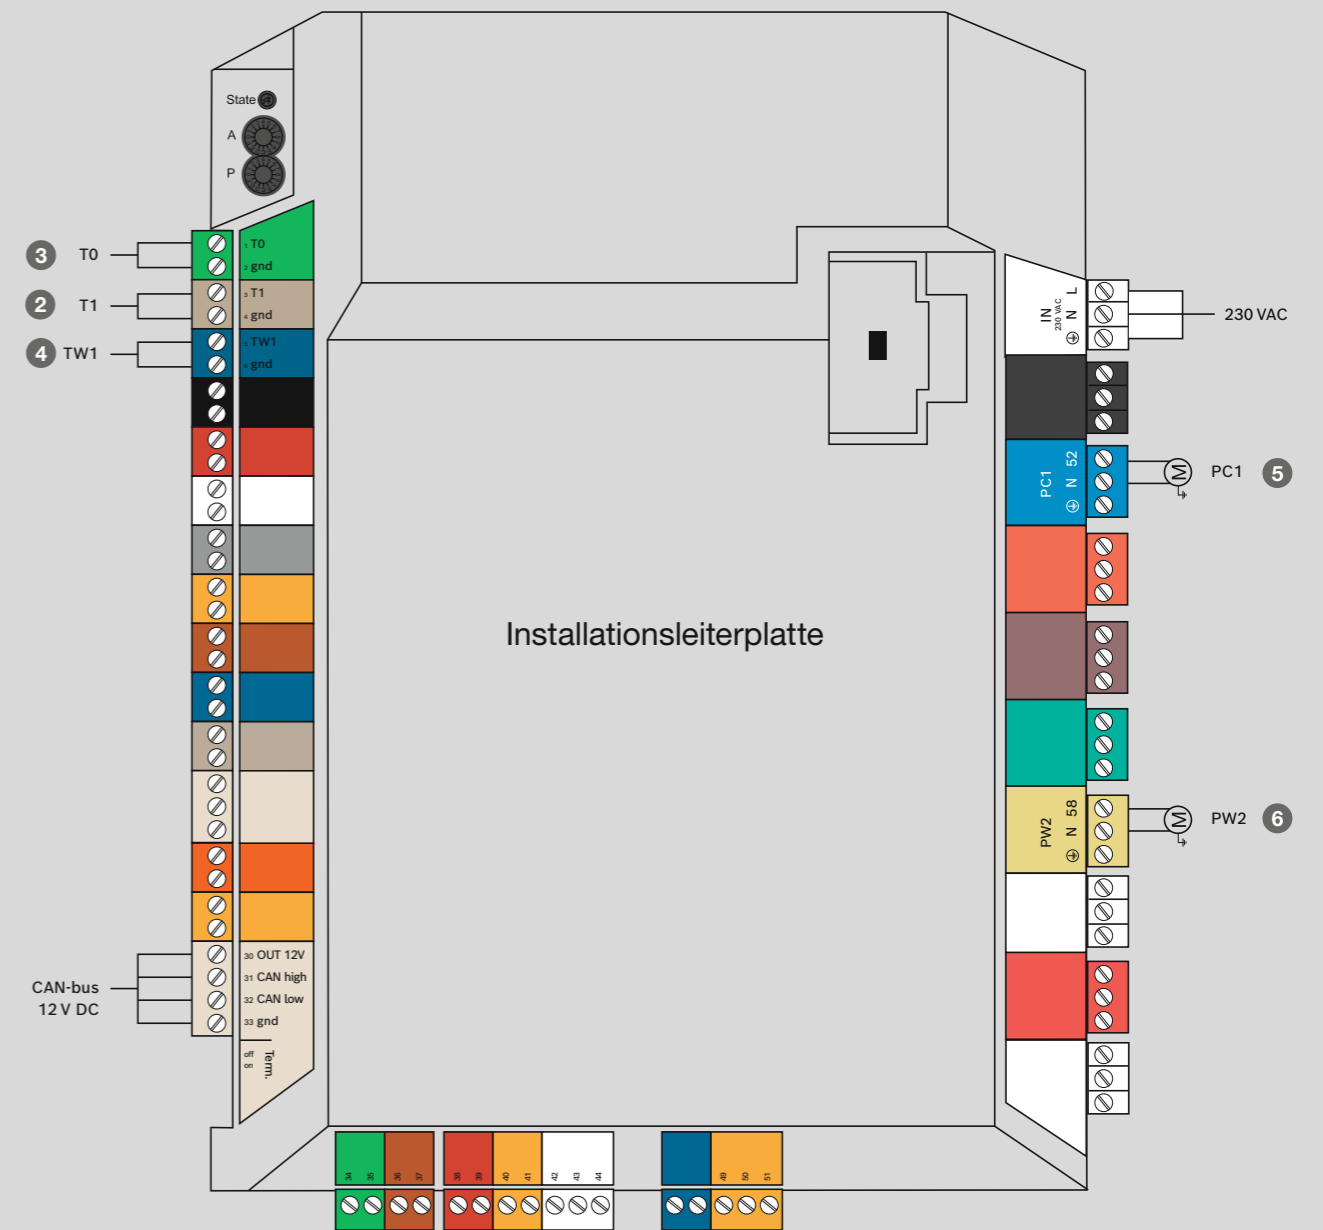 State
A
P
3 T0
1 T0
2 gnd
2 T1
3 T1
4 gnd
4 TW1
5 TW1
6 gnd
CAN-bus
12 V DC
30 OUT 12V
31 CAN high
32 CAN low
33 gnd
off
on
Term.
Installationsleiterplatte
IN
230 VAC
N L
230 VAC
PC1
N 52
M
PC1 5
PW2
N 58
M
PW2 6
34 35 36 37 38 39 40 41 42 43 44 49 50 51